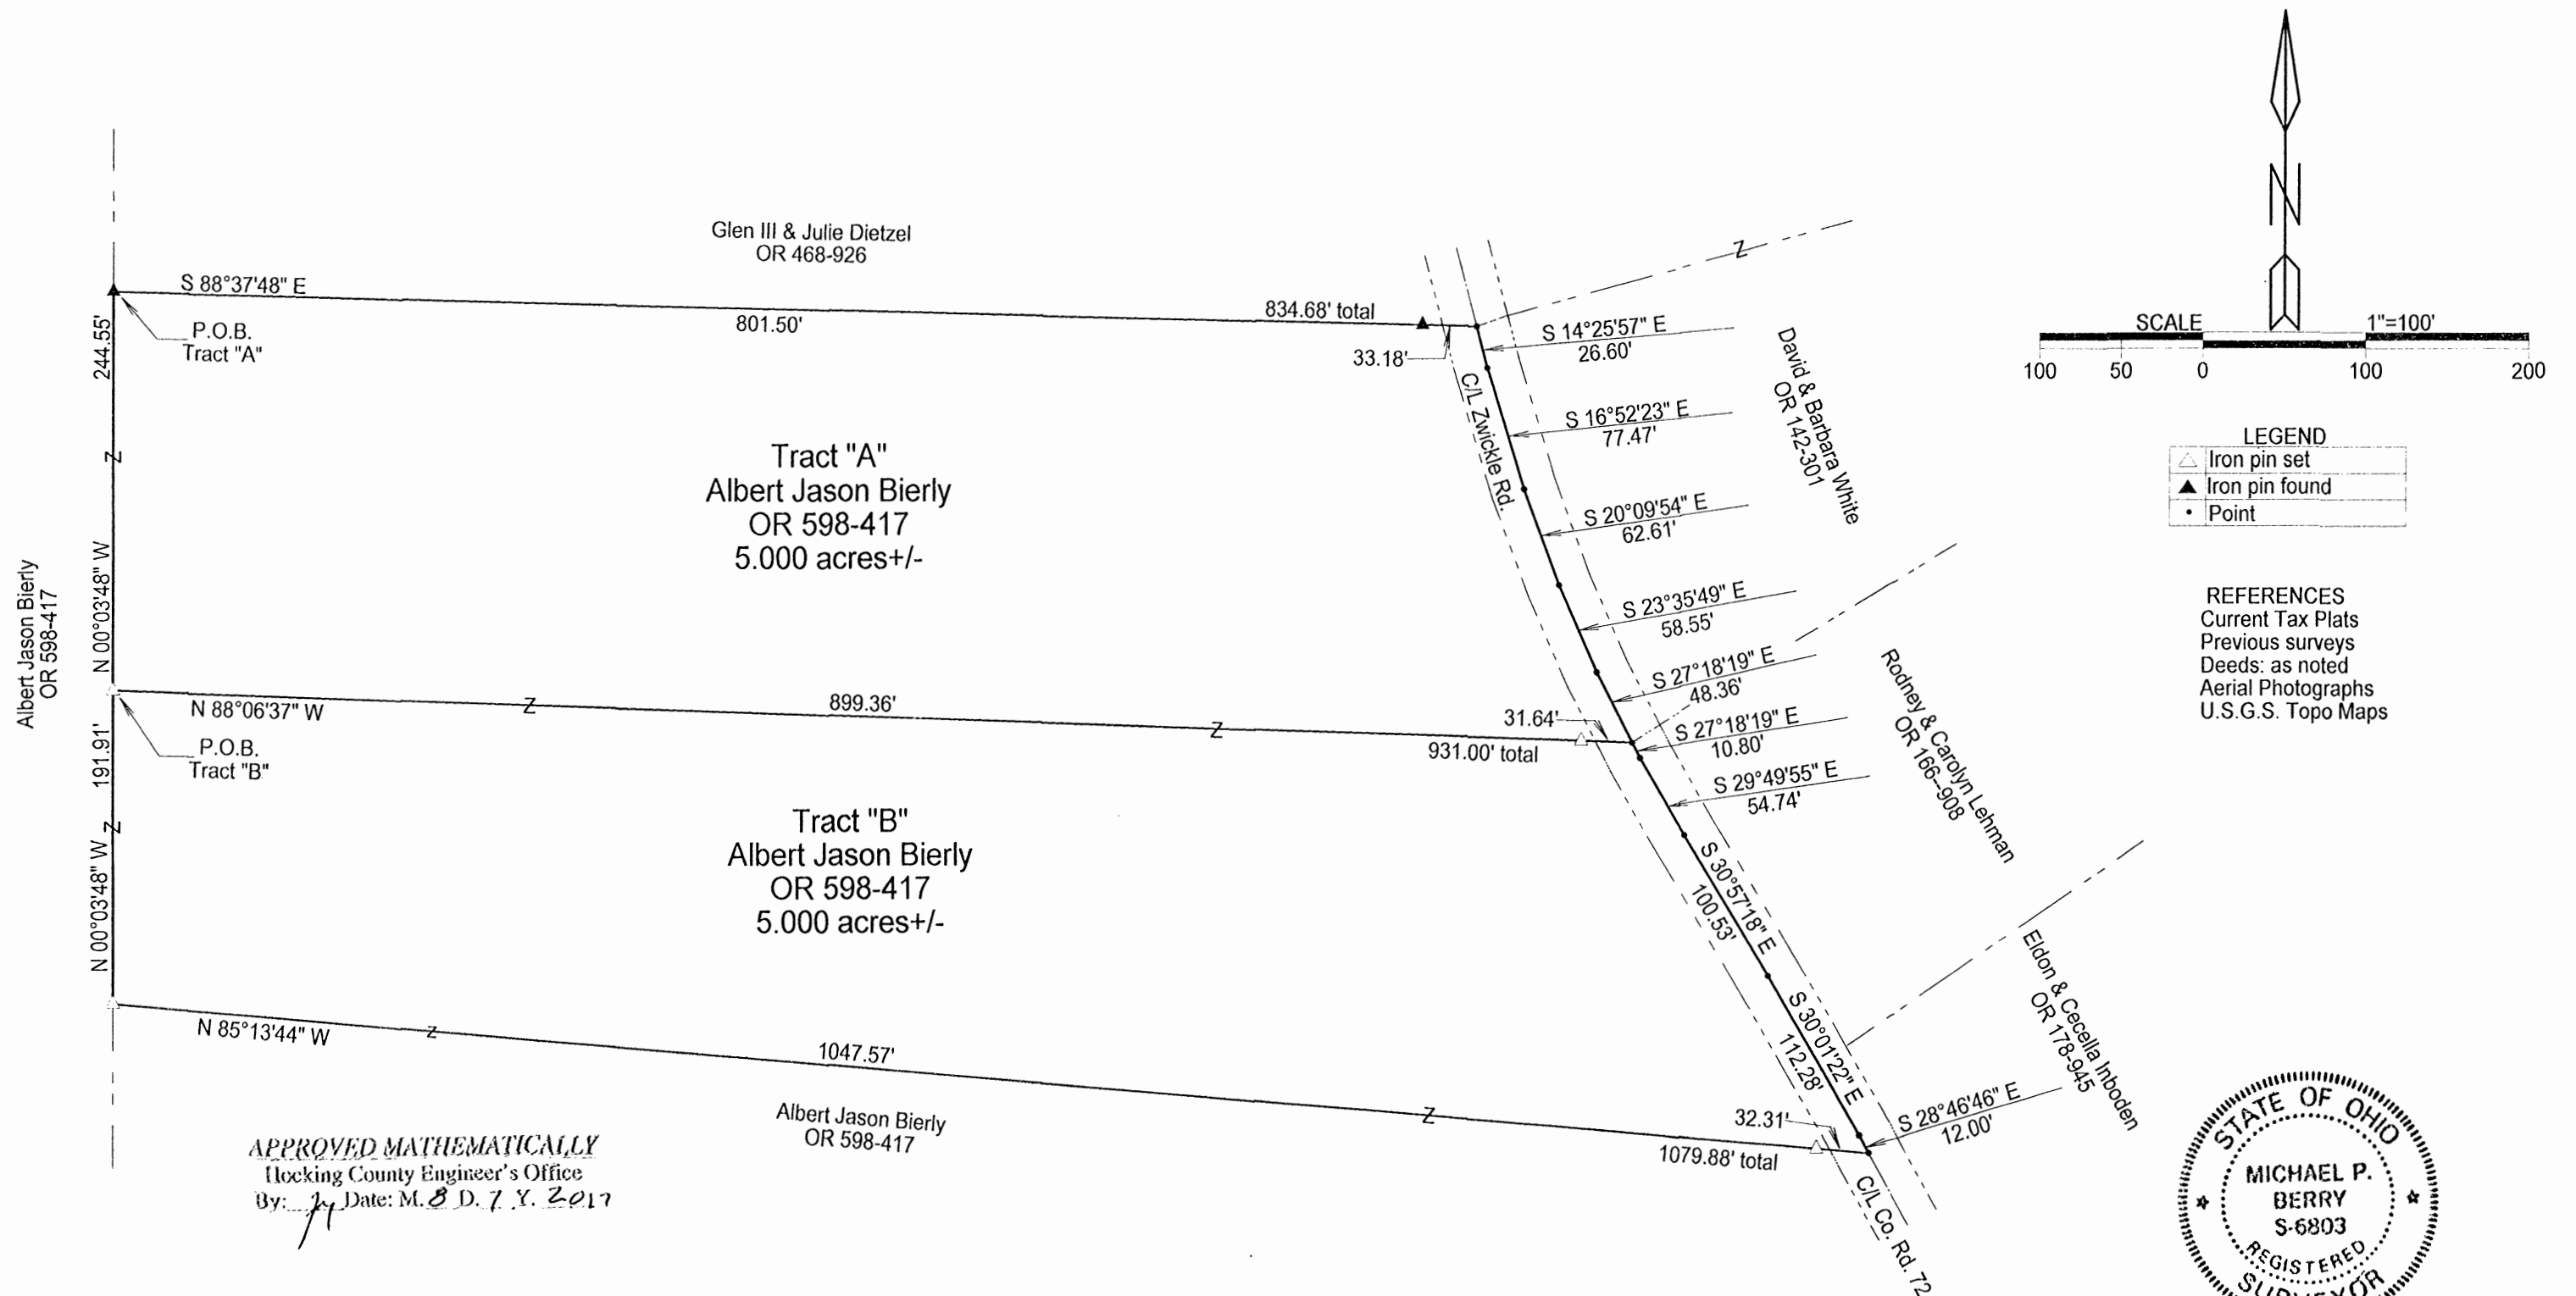 Glen III & Julie Dietzel
OR 468-926
S 88°37'48" E
834.68' total
801.50'
P.O.B.
Tract "A"
244.55'
33.18'
C/L Zwickle Rd.
S 14°25'57" E
26.60'
S 16°52'23" E
77.47'
S 20°09'54" E
62.61'
S 23°35'49" E
58.55'
S 27°18'19" E
48.36'
S 27°18'19" E
10.80'
S 29°49'55" E
54.74'
David & Barbara White
OR 142-301
Z
N
SCALE 1"=100'
100 50 0 100 200
LEGEND
Iron pin set
Iron pin found
Point
REFERENCES
Current Tax Plats
Previous surveys
Deeds: as noted
Aerial Photographs
U.S.G.S. Topo Maps
Tract "A"
Albert Jason Bierly
OR 598-417
5.000 acres+/-
Z
N 00°03'48" W
Albert Jason Bierly
OR 598-417
N 88°06'37" W
Z
899.36'
Z
31.64'
931.00' total
P.O.B.
Tract "B"
191.91'
Z
N 00°03'48" W
Tract "B"
Albert Jason Bierly
OR 598-417
5.000 acres+/-
Rodney & Carolyn Lehman
OR 166-908
S 30°57'18" E
100.53'
S 30°01'22" E
112.28'
Eldon & Cecella Inboden
OR 178-945
S 28°46'46" E
12.00'
32.31'
1079.88' total
C/L Co. Rd. 72
N 85°13'44" W
Z
1047.57'
Z
Albert Jason Bierly
OR 598-417
APPROVED MATHEMATICALLY
Hocking County Engineer's Office
By: Date: M. 8 D. 7 Y. 2017
STATE OF OHIO
MICHAEL P.
BERRY
S-6803
REGISTERED
SURVEYOR